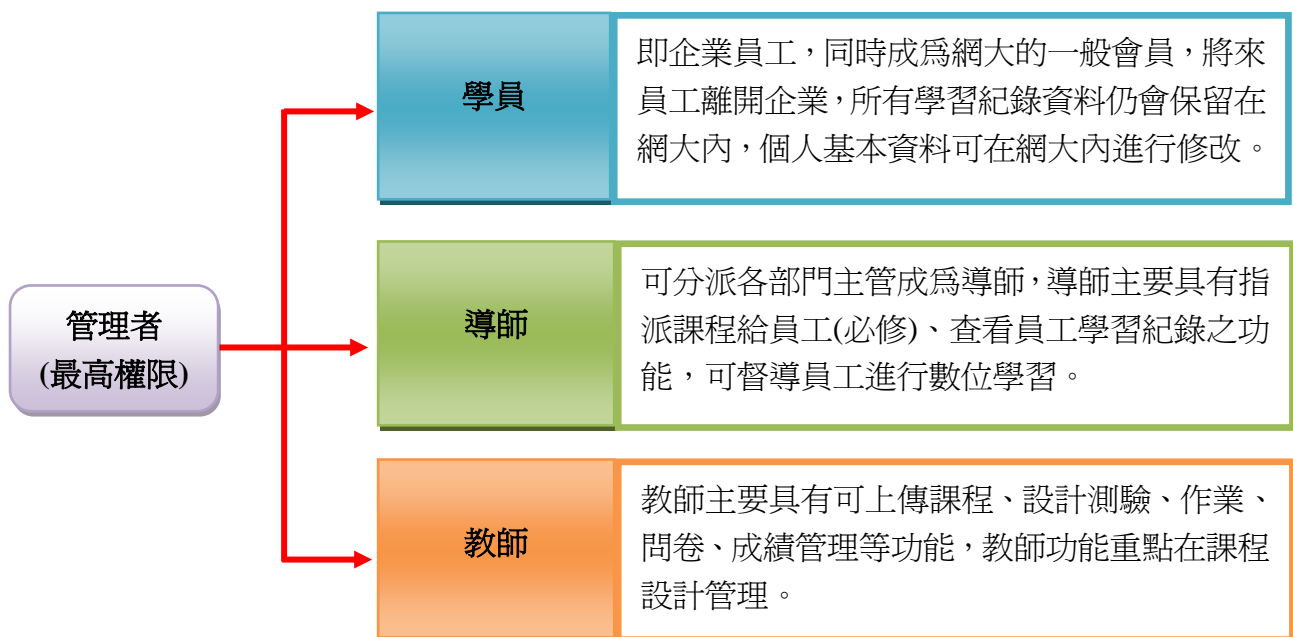 管理者
(最高權限)
學員
即企業員工，同時成為網大的一般會員，將來
員工離開企業，所有學習紀錄資料仍會保留在
網大內，個人基本資料可在網大內進行修改。
導師
可分派各部門主管成為導師，導師主要具有指
派課程給員工(必修)、查看員工學習紀錄之功
能，可督導員工進行數位學習。
教師
教師主要具有可上傳課程、設計測驗、作業、
問卷、成績管理等功能，教師功能重點在課程
設計管理。